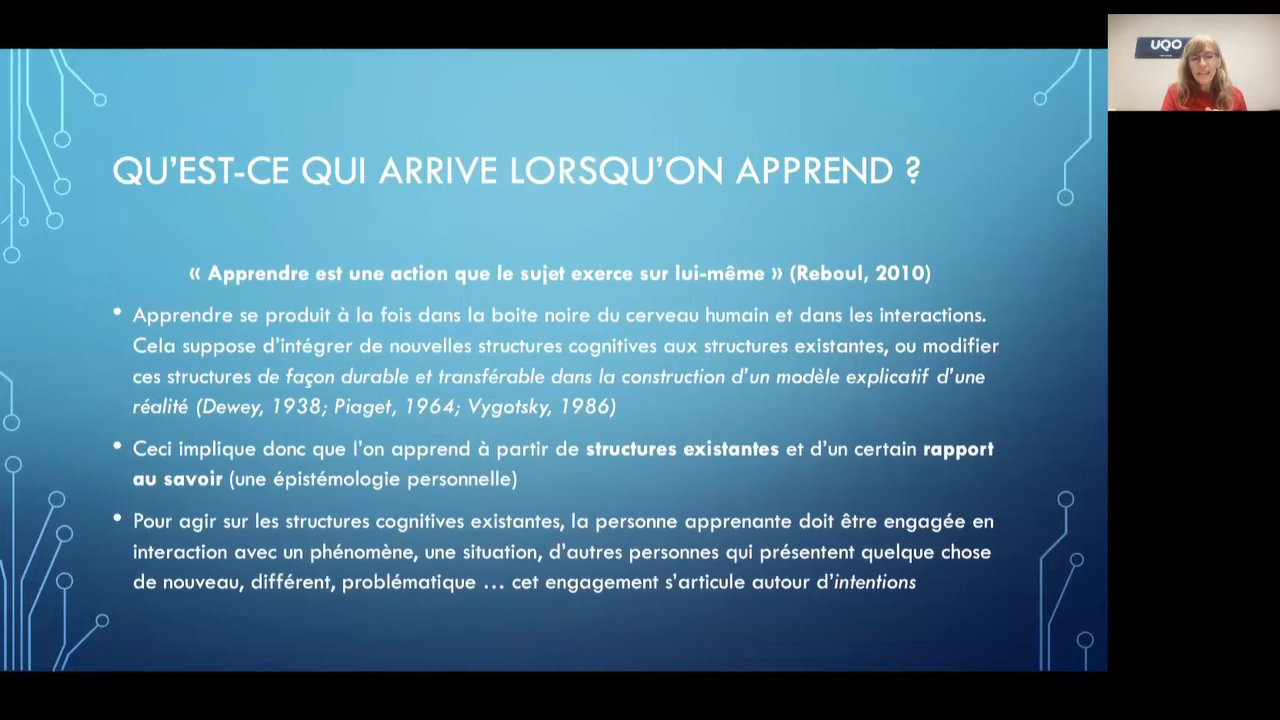 QU'EST-CE QUI ARRIVE LORSQU'ON APPREND ?
« Apprendre est une action que le sujet exerce sur lui-même » (Reboul, 2010)
• Apprendre se produit à la fois dans la boite noire du cerveau humain et dans les interactions.
Cela suppose d'intégrer de nouvelles structures cognitives aux structures existantes, ou modifier
ces structures de façon durable et transférable dans la construction d'un modèle explicatif d'une
réalité (Dewey, 1938; Piaget, 1964; Vygotsky, 1986)
• Ceci implique donc que l'on apprend à partir de structures existantes et d'un certain rapport
au savoir (une épistémologie personnelle)
• Pour agir sur les structures cognitives existantes, la personne apprenante doit être engagée en
interaction avec un phénomène, une situation, d'autres personnes qui présentent quelque chose
de nouveau, différent, problématique … cet engagement s'articule autour d'intentions
UQO